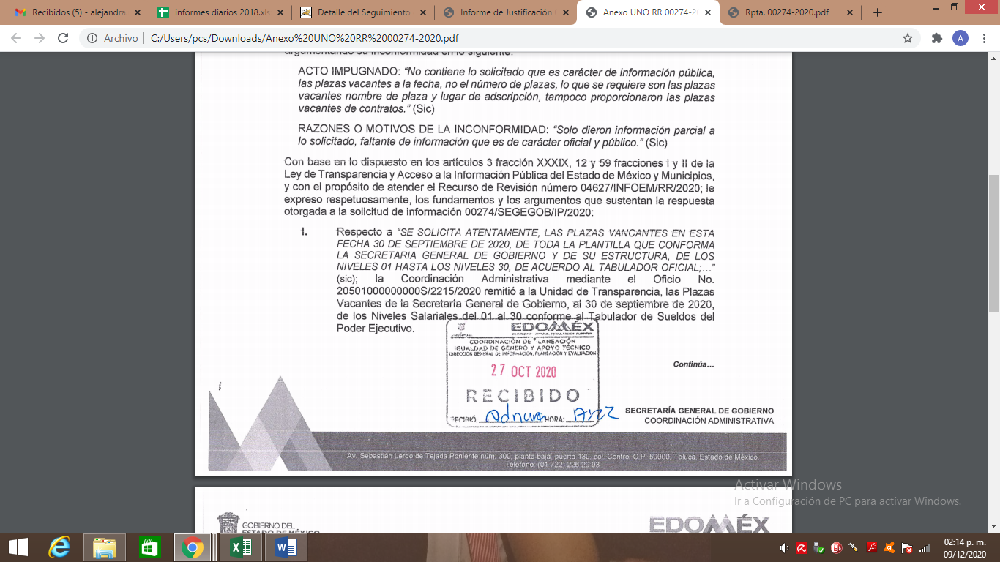 Recibidos (5) - alejandra
informes diarios 2018.xls
Detalle del Seguimiento
Informe de Justificación
Anexo UNO RR 00274-2
Rpta. 00274-2020.pdf
Archivo
C:/Users/pcs/Downloads/Anexo%20UNO%20RR%2000274-2020.pdf
A
argumentando su inconformidad en lo siguiente:
ACTO IMPUGNADO: “No contiene lo solicitado que es carácter de información pública,
las plazas vacantes a la fecha, no el número de plazas, lo que se requiere son las plazas
vacantes nombre de plaza y lugar de adscripción, tampoco proporcionaron las plazas
vacantes de contratos.” (Sic)
RAZONES O MOTIVOS DE LA INCONFORMIDAD: “Solo dieron información parcial a
lo solicitado, faltante de información que es de carácter oficial y público.” (Sic)
Con base en lo dispuesto en los artículos 3 fracción XXXIX, 12 y 59 fracciones I y II de la
Ley de Transparencia y Acceso a la Información Pública del Estado de México y Municipios,
y con el propósito de atender el Recurso de Revisión número 04627/INFOEM/RR/2020; le
expreso respetuosamente, los fundamentos y los argumentos que sustentan la respuesta
otorgada a la solicitud de información 00274/SEGEGOB/IP/2020:
I. Respecto a “SE SOLICITA ATENTAMENTE, LAS PLAZAS VANCANTES EN ESTA
FECHA 30 DE SEPTIEMBRE DE 2020, DE TODA LA PLANTILLA QUE CONFORMA
LA SECRETARIA GENERAL DE GOBIERNO Y DE SU ESTRUCTURA, DE LOS
NIVELES 01 HASTA LOS NIVELES 30, DE ACUERDO AL TABULADOR OFICIAL;…”
(sic); la Coordinación Administrativa mediante el Oficio No.
20501000000000S/2215/2020 remitió a la Unidad de Transparencia, las Plazas
Vacantes de la Secretaría General de Gobierno, al 30 de septiembre de 2020,
de los Niveles Salariales del 01 al 30 conforme al Tabulador de Sueldos del
Poder Ejecutivo.
EDOMÉX
COORDINACIÓN DE PLANEACIÓN
IGUALDAD DE GÉNERO Y APOYO TÉCNICO
DIRECCIÓN GENERAL DE INFORMACIÓN, PLANEACIÓN Y EVALUACIÓN
27 OCT 2020
RECIBIDO
RECIBIÓ: HORA:
Continúa…
SECRETARÍA GENERAL DE GOBIERNO
COORDINACIÓN ADMINISTRATIVA
Av. Sebastián Lerdo de Tejada Poniente núm. 300, planta baja, puerta 130, col. Centro, C.P. 50000, Toluca, Estado de México.
Teléfono: (01 722) 226 29 93
Activar Windows
Ir a Configuración de PC para activar Windows.
GOBIERNO DEL
ESTADO DE MÉXICO
EDOMÉX
02:14 p. m.
09/12/2020